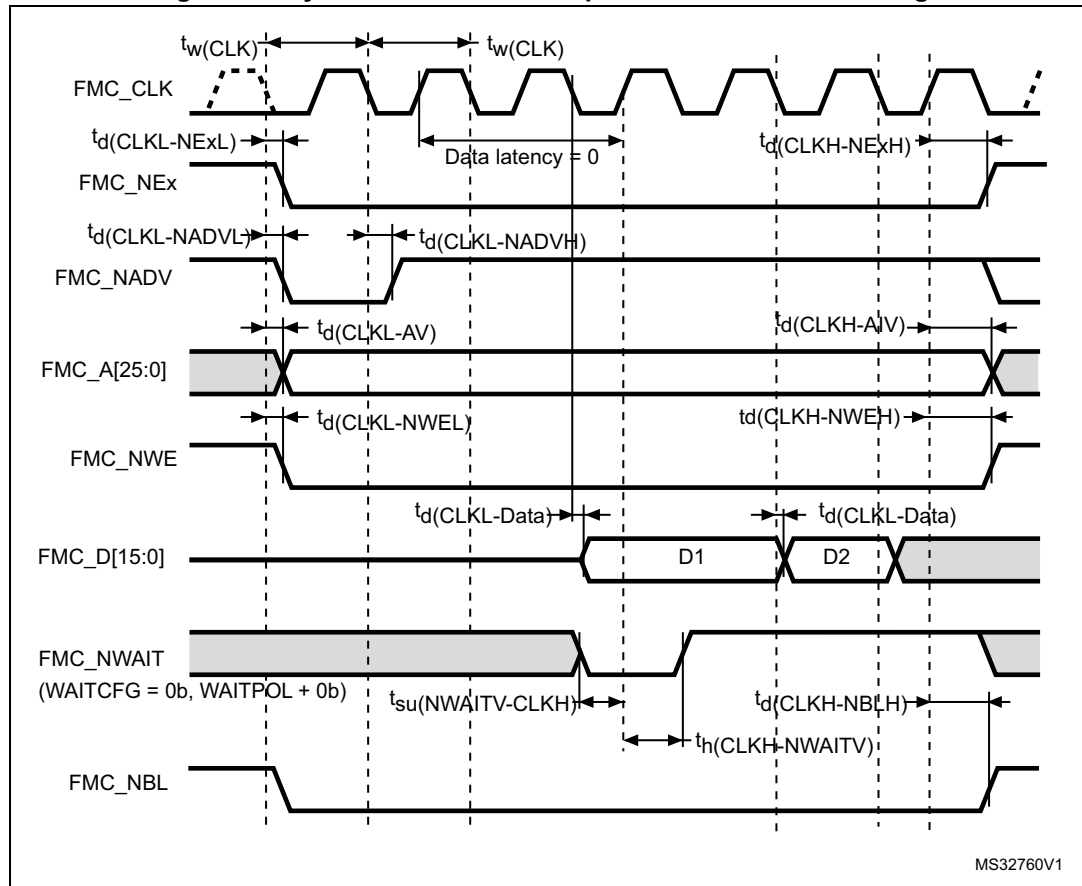 tw(CLK) tw(CLK)
FMC_CLK
td(CLKL-NExL) Data latency = 0 td(CLKH-NExH)
FMC_NEx
td(CLKL-NADVL) td(CLKL-NADVH)
FMC_NADV
td(CLKL-AV) td(CLKH-AIV)
FMC_A[25:0]
td(CLKL-NWEL) td(CLKH-NWEH)
FMC_NWE
td(CLKL-Data) td(CLKL-Data)
FMC_D[15:0] D1 D2
FMC_NWAIT
(WAITCFG = 0b, WAITPOL + 0b) tsu(NWAITV-CLKH) td(CLKH-NBLH)
th(CLKH-NWAITV)
FMC_NBL
MS32760V1